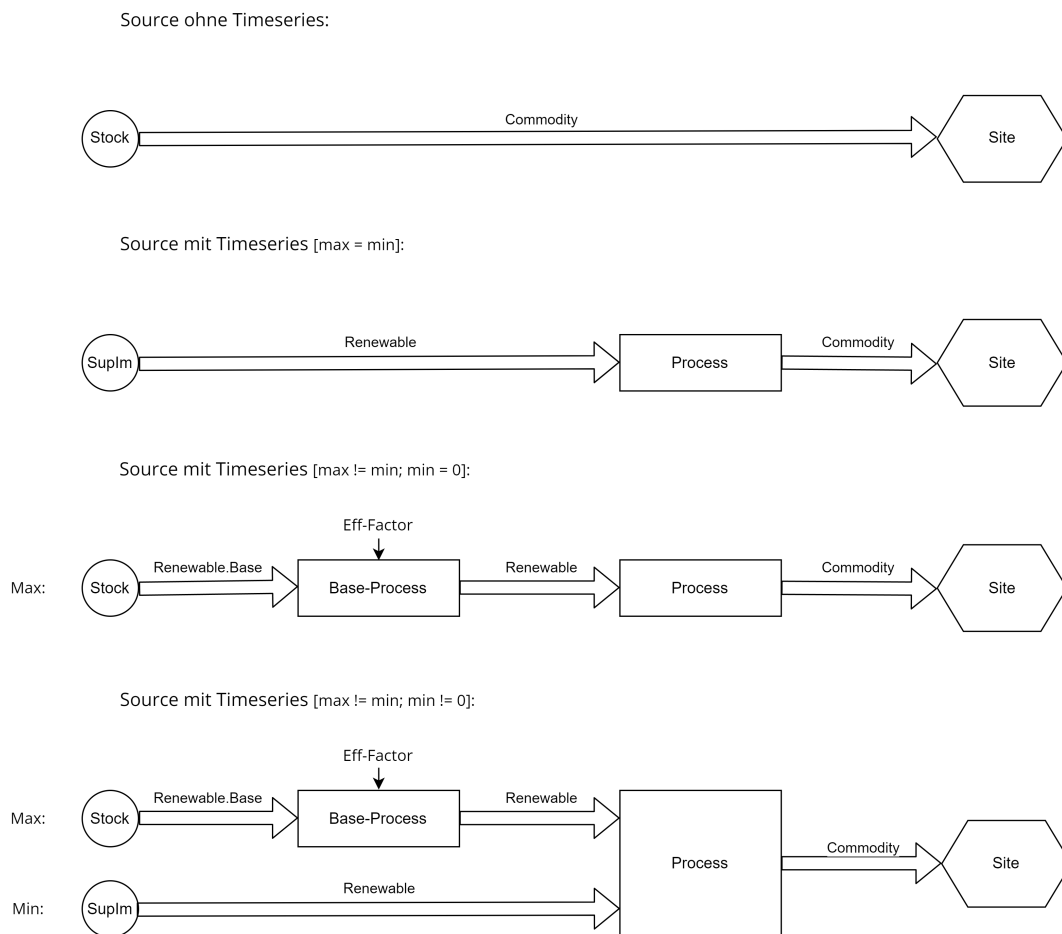 Source ohne Timeseries:
Commodity
Stock
Site
Source mit Timeseries [max = min]:
Renewable
Commodity
SupIm
Process
Site
Source mit Timeseries [max != min; min = 0]:
Eff-Factor
Renewable.Base
Renewable
Commodity
Max:
Stock
Base-Process
Process
Site
Source mit Timeseries [max != min; min != 0]:
Eff-Factor
Renewable.Base
Renewable
Max:
Stock
Base-Process
Commodity
Process
Site
Renewable
Min:
SupIm